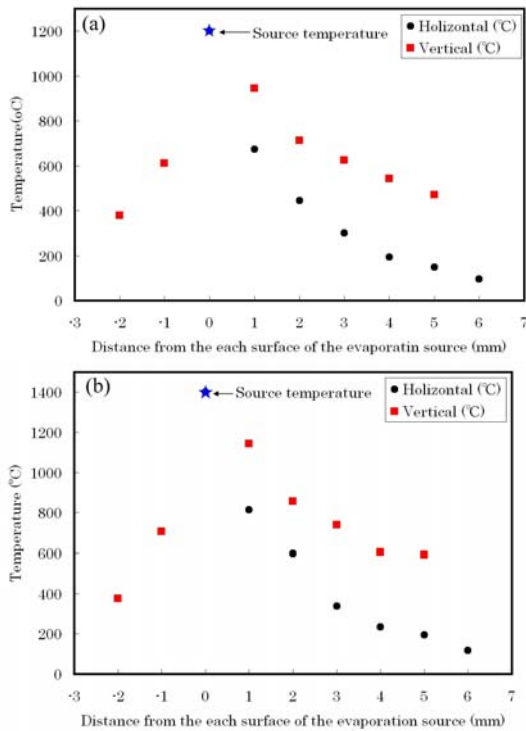 (a)
Source temperature
Holizontal (℃)
Vertical (℃)
Temperature(oC)
1200
1000
800
600
400
200
0
-3 -2 -1 0 1 2 3 4 5 6 7
Distance from the each surface of the evaporatin source (mm)
(b)
Source temperature
Holizontal (℃)
Vertical (℃)
Temperature (℃)
1400
1200
1000
800
600
400
200
0
-3 -2 -1 0 1 2 3 4 5 6 7
Distance from the each surface of the evaporation source (mm)